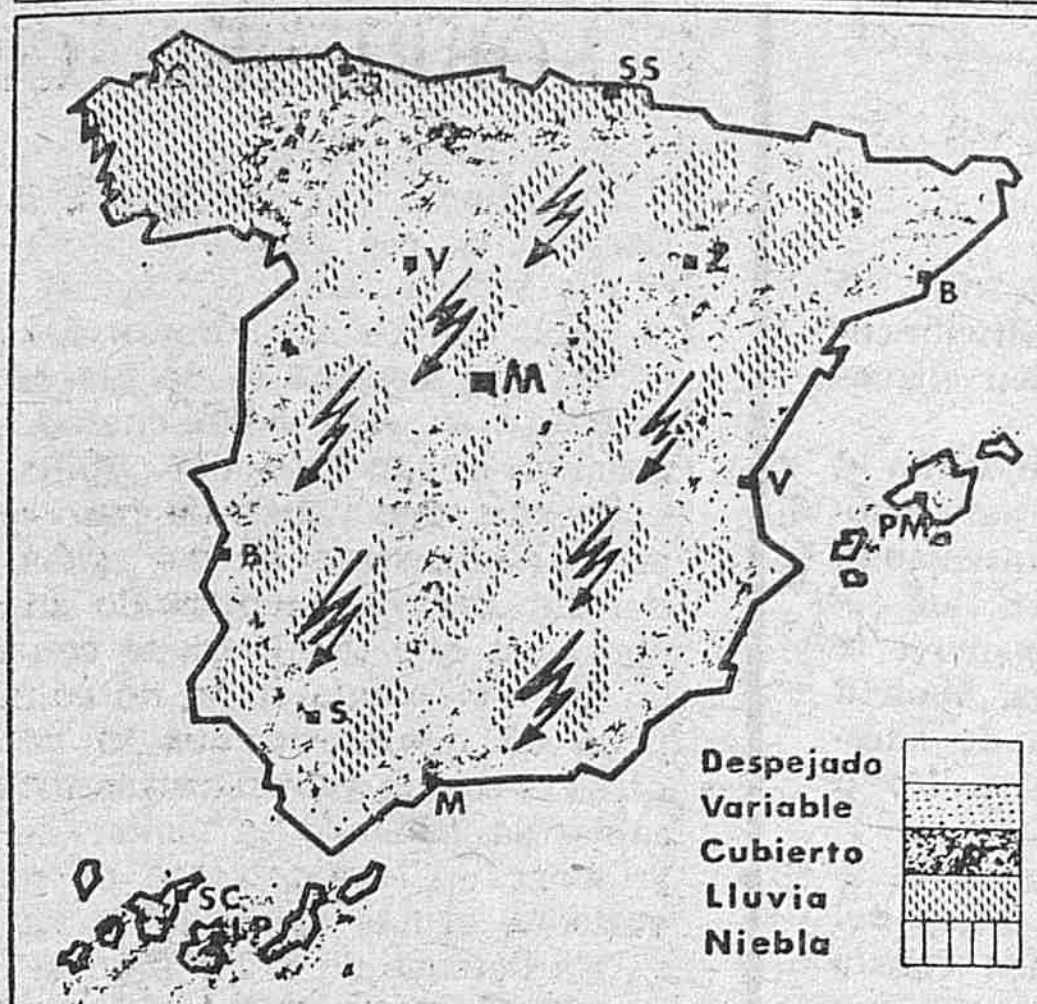 SS
V
Z
B
M
V
PM
B
S
M
SC
LP
Despejado
Variable
Cubierto
Lluvia
Niebla